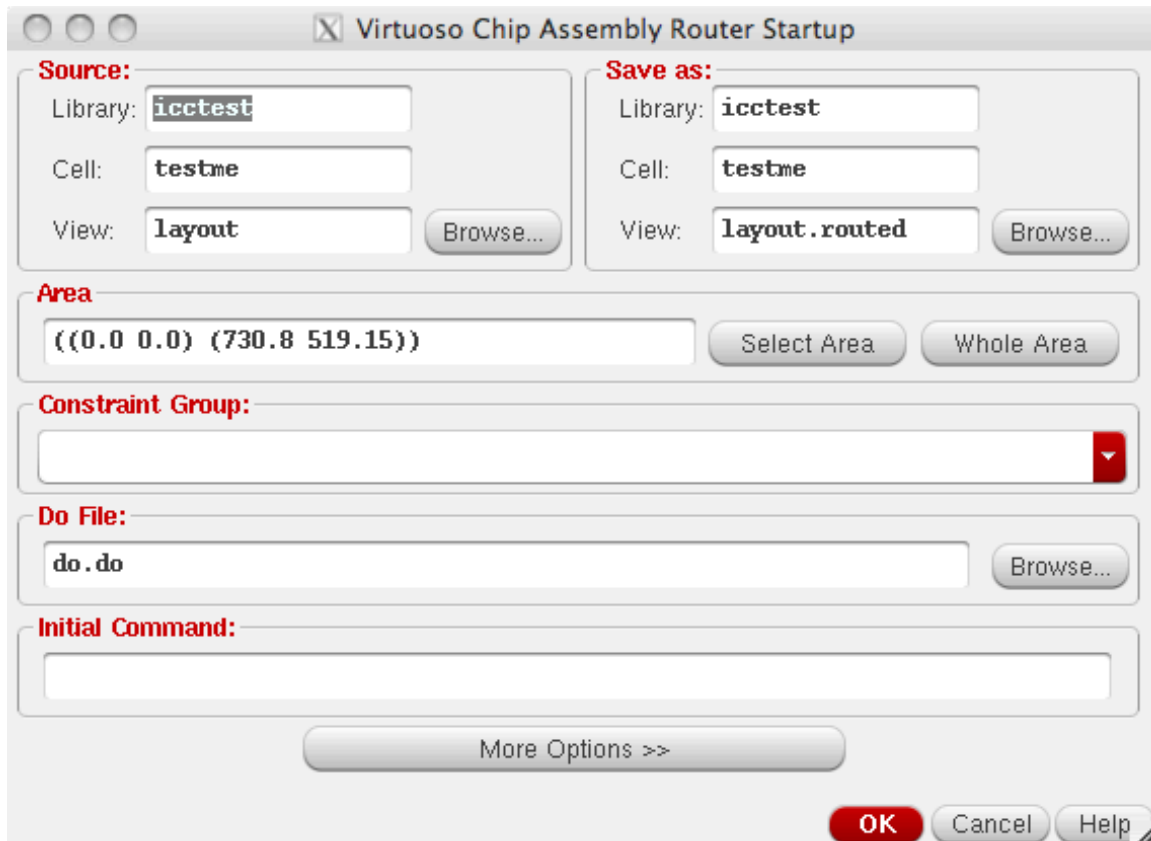 Virtuoso Chip Assembly Router Startup
Source:
Library: icctest
Cell: testme
View: layout Browse...
Save as:
Library: icctest
Cell: testme
View: layout.routed Browse...
Area
((0.0 0.0) (730.8 519.15)) Select Area Whole Area
Constraint Group:
Do File:
do.do Browse...
Initial Command:
More Options >>
OK Cancel Help